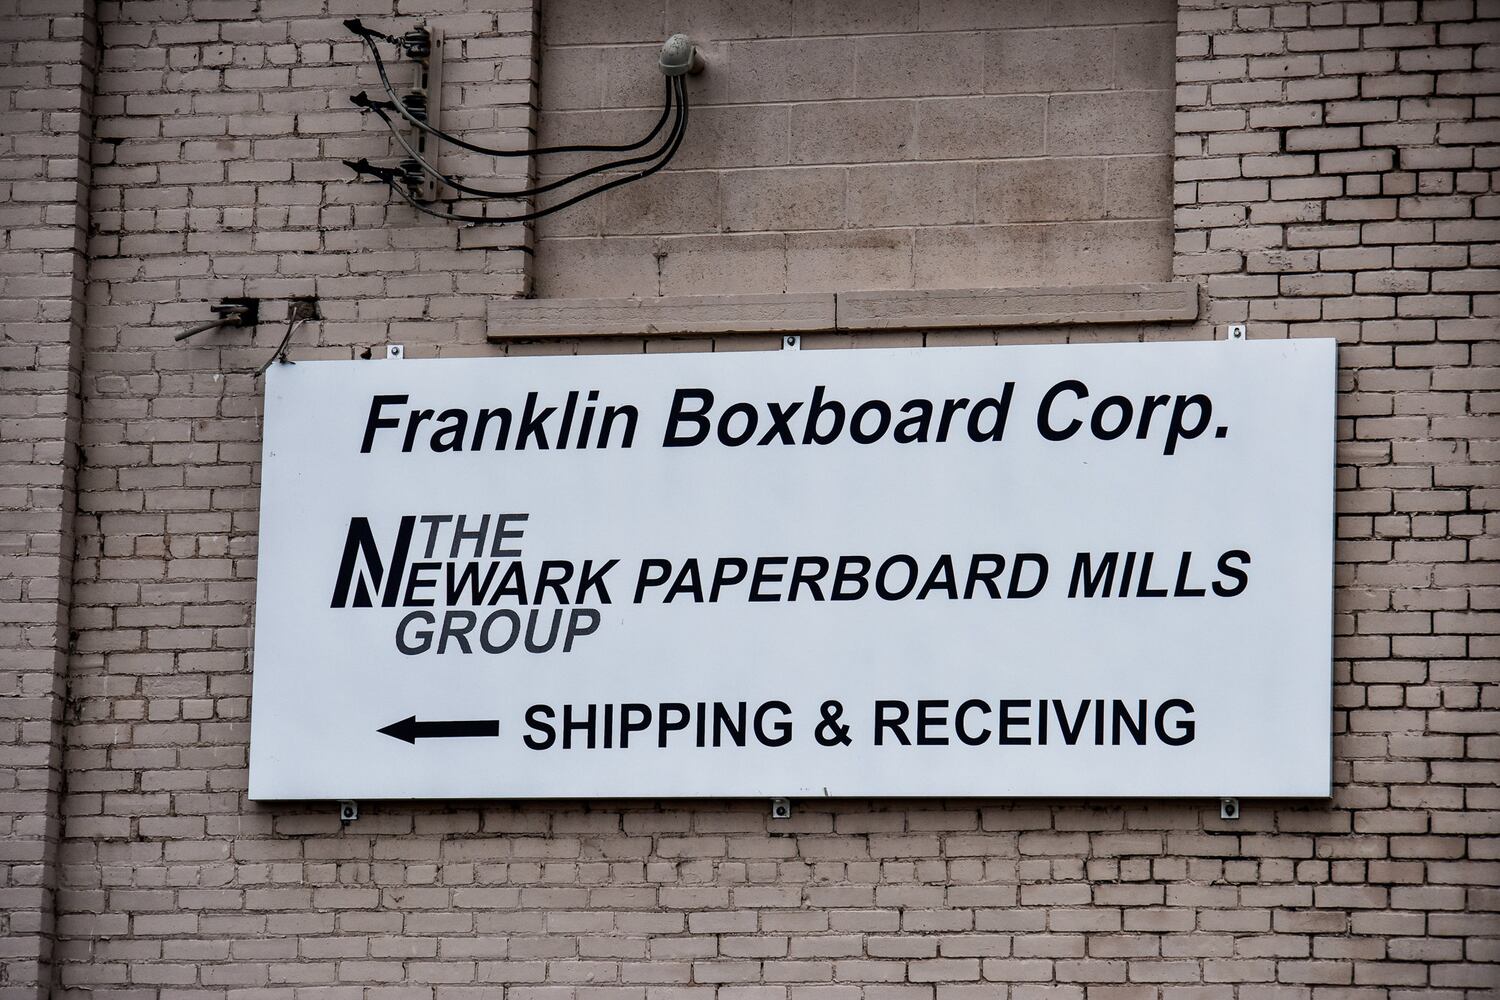 Franklin Boxboard Corp.
THE
NEWARK PAPERBOARD MILLS
GROUP
SHIPPING & RECEIVING